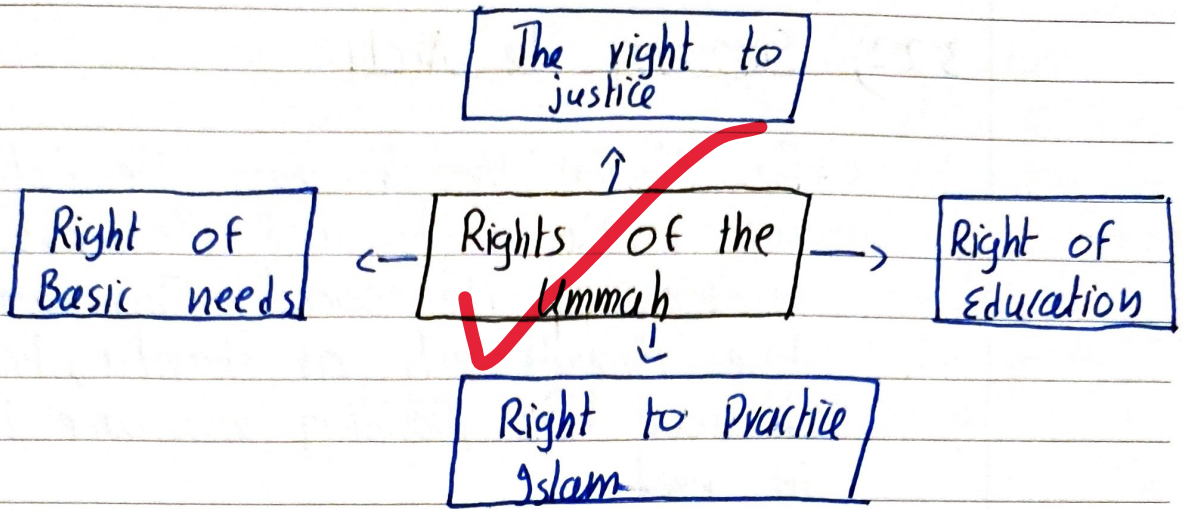 The right to
justice
Right of
Basic needs
Rights of the
Ummah
Right of
Education
Right to Practice
Islam